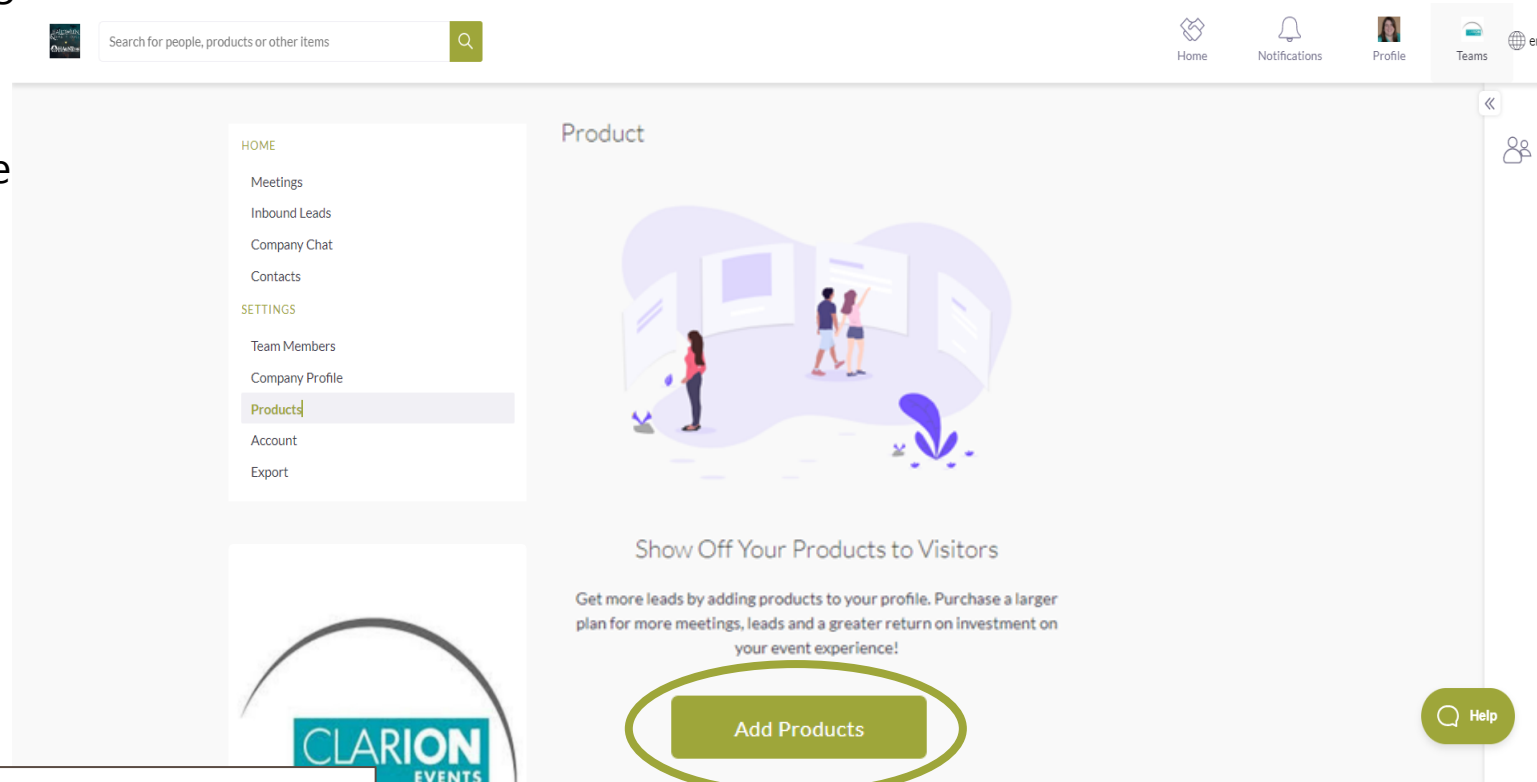 Search for people, products or other items
Home
Notifications
Profile
Teams
e
HOME
Meetings
Inbound Leads
Company Chat
Contacts
SETTINGS
Team Members
Company Profile
Products
Account
Export
Product
Show Off Your Products to Visitors
Get more leads by adding products to your profile. Purchase a larger
plan for more meetings, leads and a greater return on investment on
your event experience!
Add Products
CLARION
EVENTS
Help